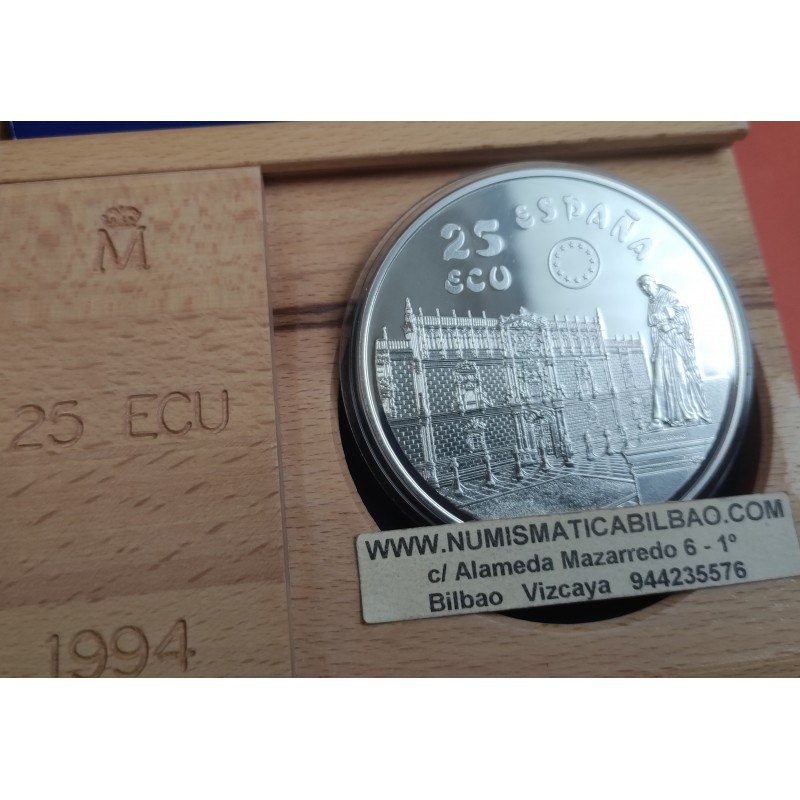 M
25 ECU
1994
25 ESPAÑA
ECU
WWW.NUMISMATICABILBAO.COM
c/ Alameda Mazarredo 6 - 1º
Bilbao Vizcaya 944235576